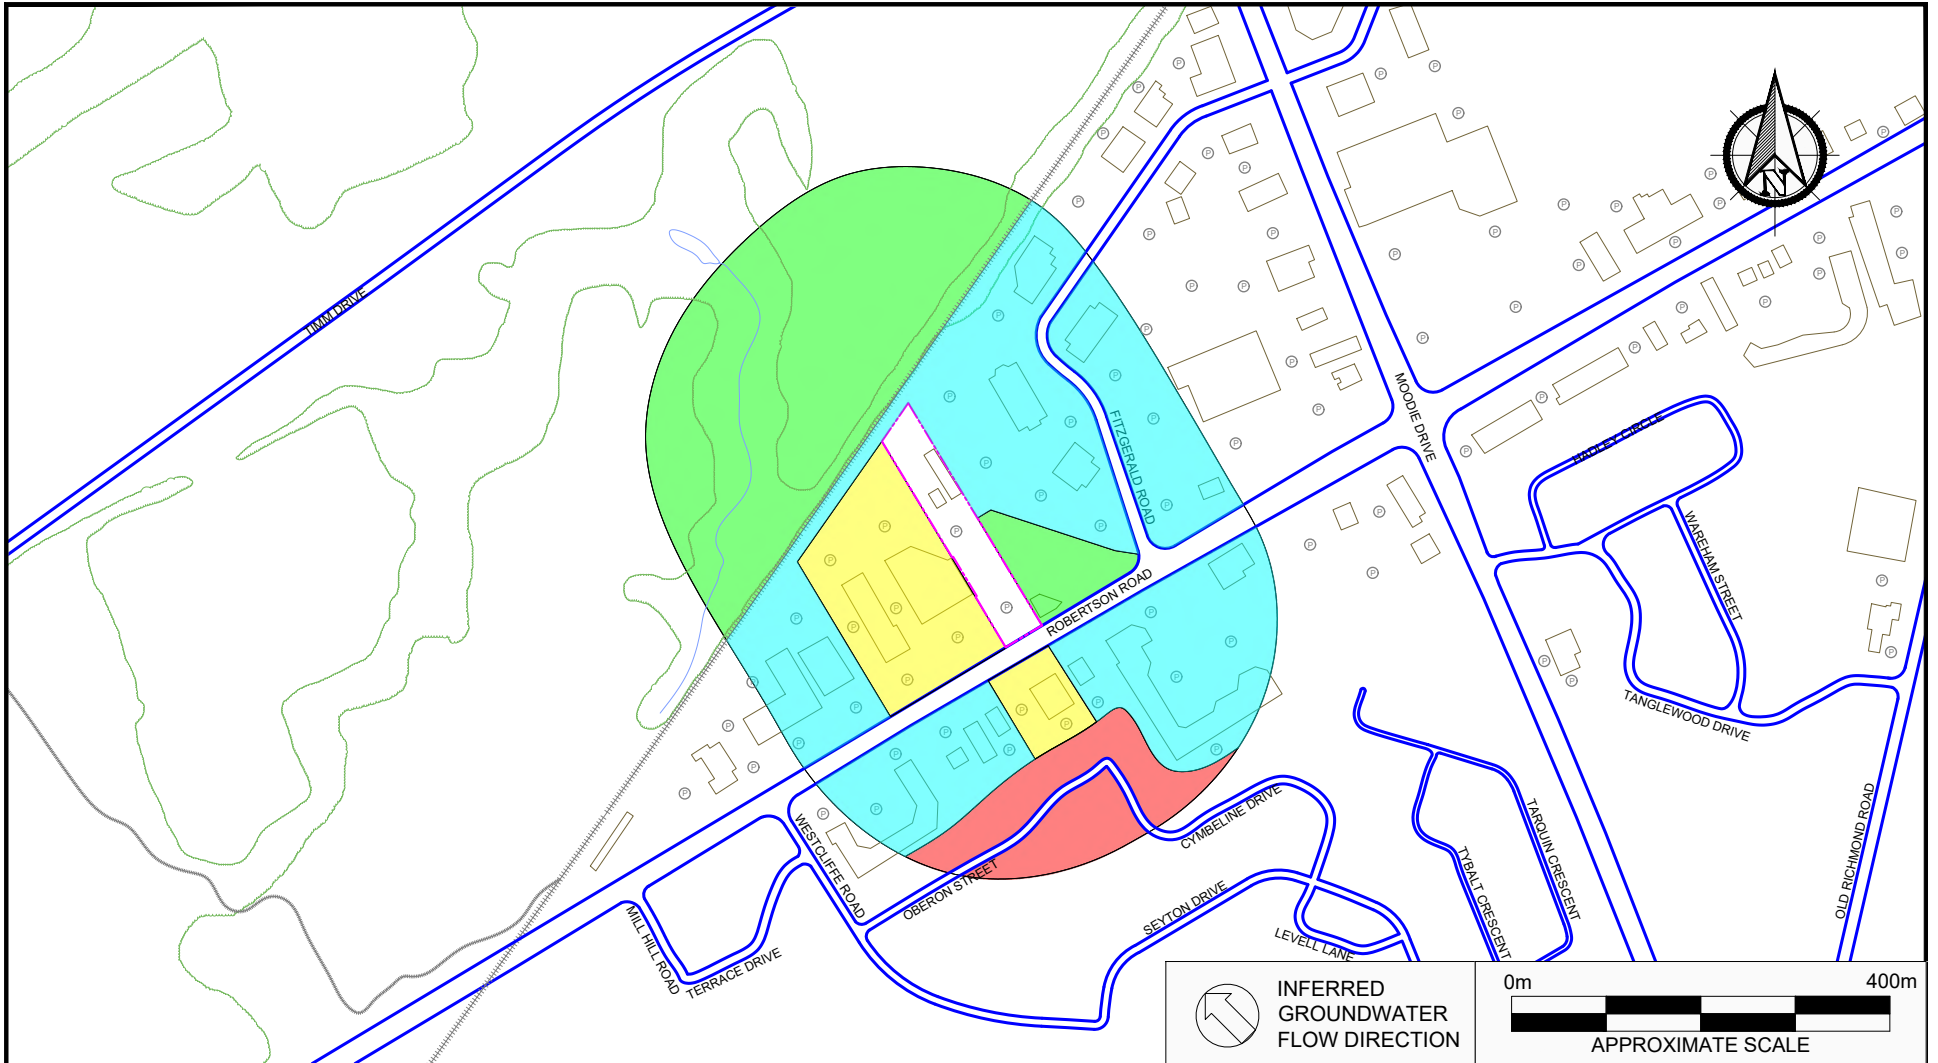 TIMM DRIVE
N
MOODIE DRIVE
FITZGERALD ROAD
HADLEY CIRCLE
WAREHAM STREET
ROBERTSON ROAD
TANGLEWOOD DRIVE
OLD RICHMOND ROAD
CYMBELINE DRIVE
TARQUIN CRESCENT
TYBALT CRESCENT
WESTCLIFFE ROAD
OBERON STREET
SEYTON DRIVE
LEVELL LANE
MILL HILL ROAD
TERRACE DRIVE
INFERRED
GROUNDWATER
FLOW DIRECTION
0m 400m
APPROXIMATE SCALE